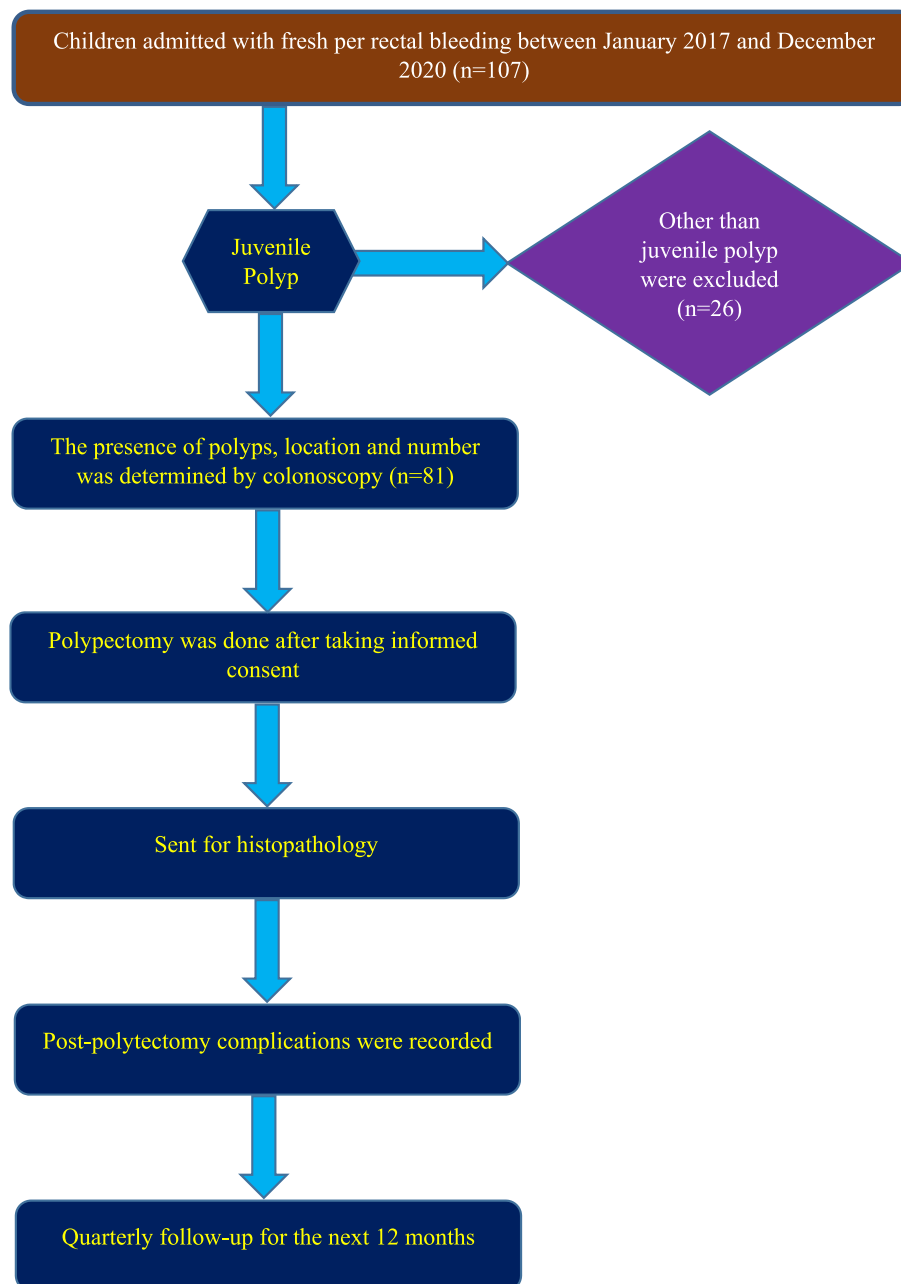 Children admitted with fresh per rectal bleeding between January 2017 and December
2020 (n=107)
Juvenile
Polyp
Other than
juvenile polyp
were excluded
(n=26)
The presence of polyps, location and number
was determined by colonoscopy (n=81)
Polypectomy was done after taking informed
consent
Sent for histopathology
Post-polytectomy complications were recorded
Quarterly follow-up for the next 12 months